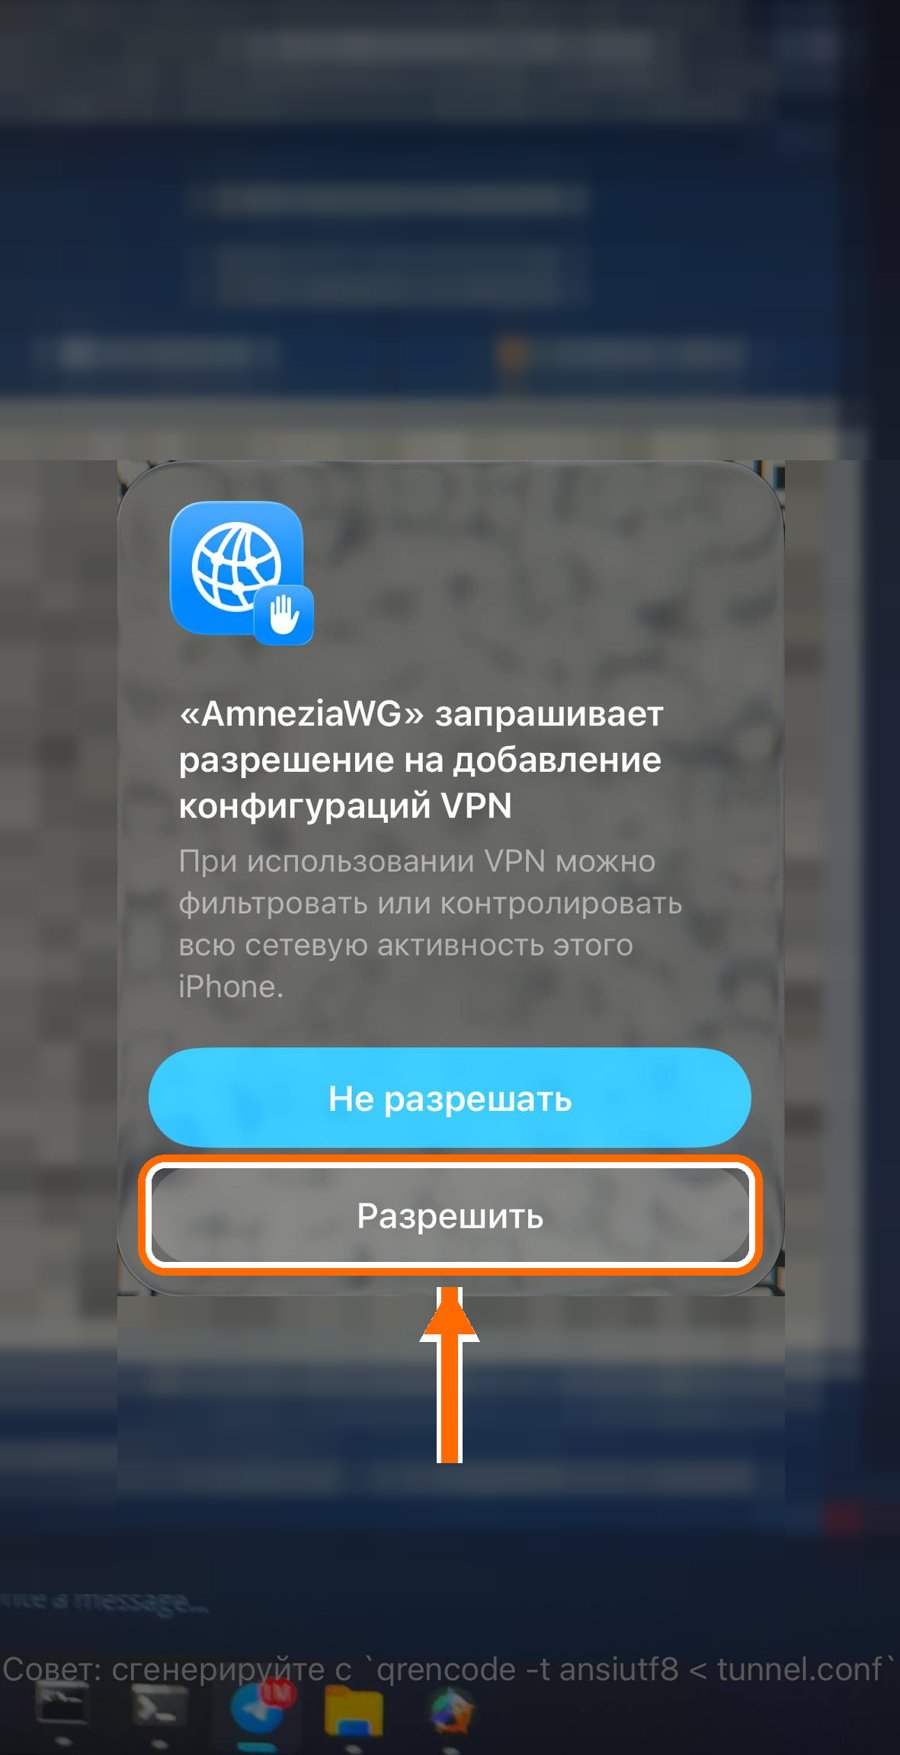 «AmneziaWG» запрашивает
разрешение на добавление
конфигураций VPN
При использовании VPN можно
фильтровать или контролировать
всю сетевую активность этого
iPhone.
Не разрешать
Разрешить
a message...
Совет: сгенерируйте с `qrencode -t ansiutf8 < tunnel.conf`